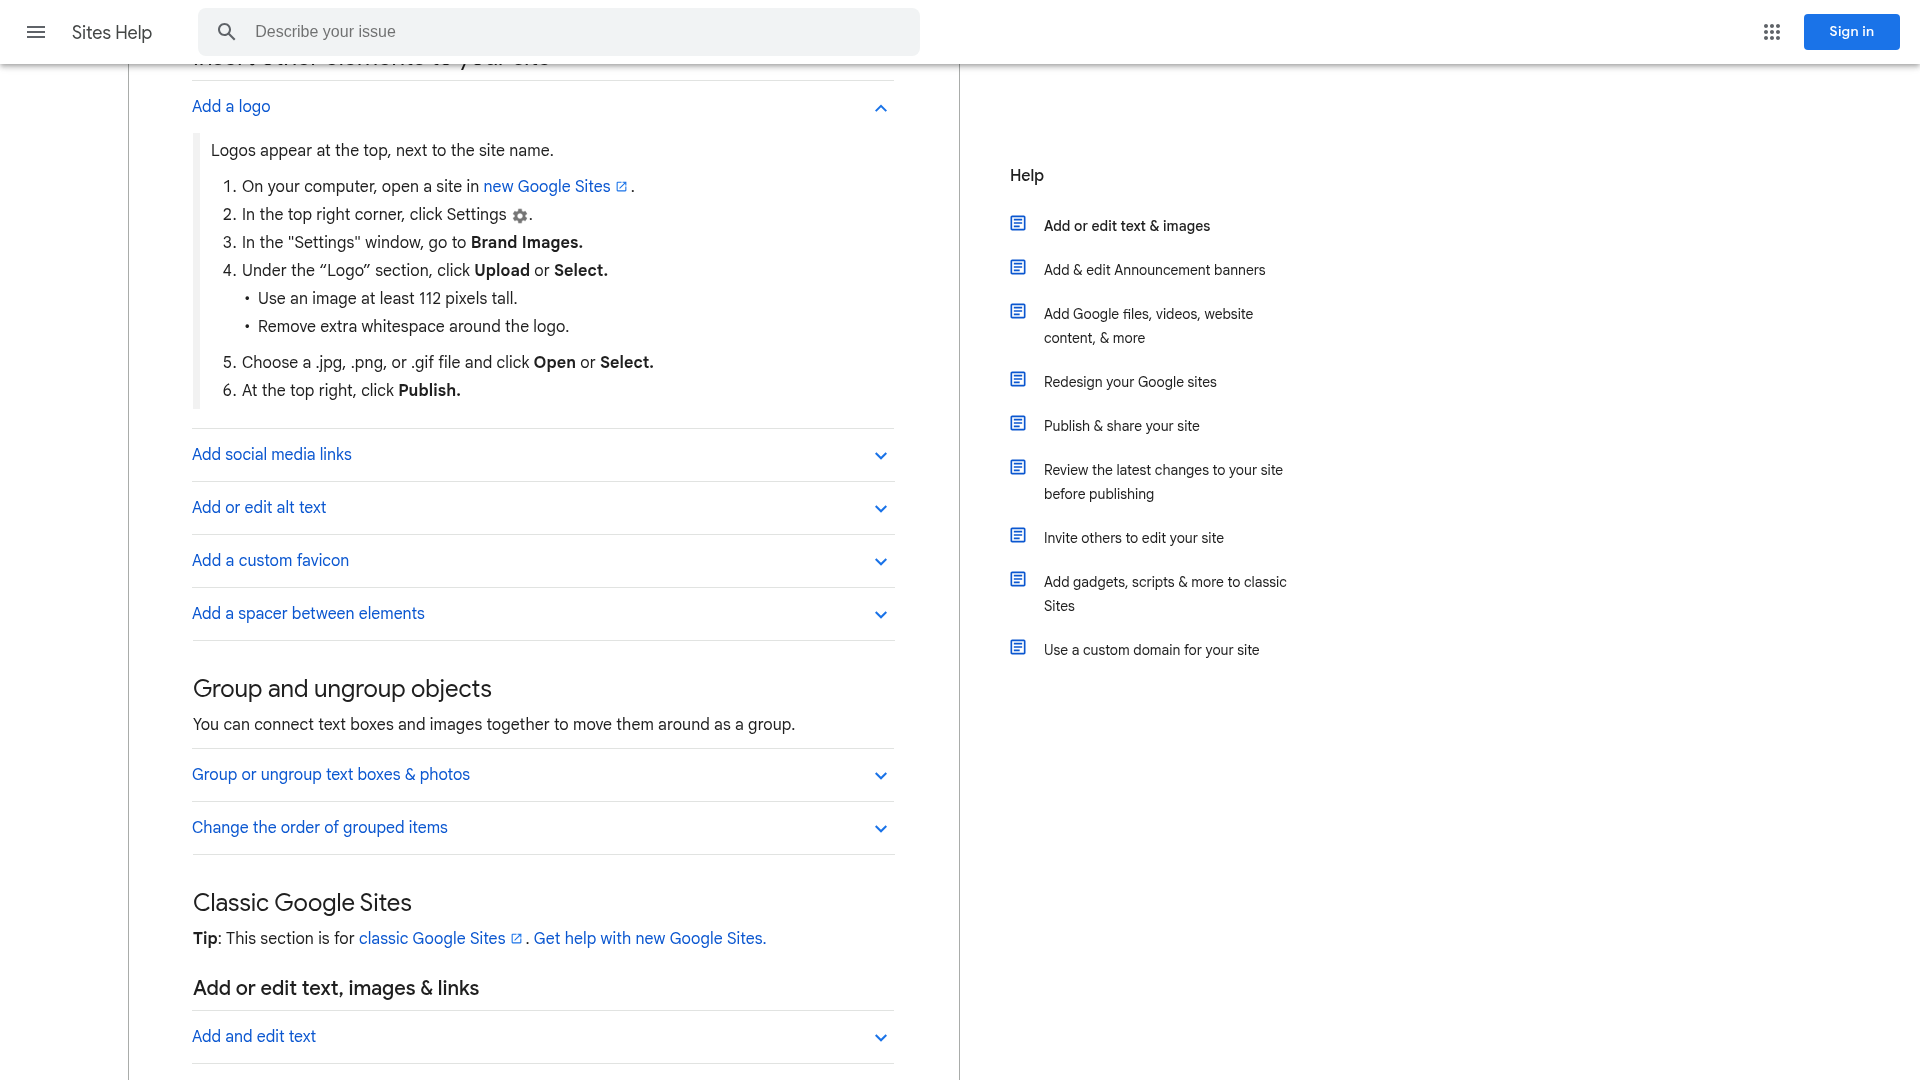 Sites Help
Describe your issue
Sign in
Insert other elements to your site
Add a logo
Logos appear at the top, next to the site name.
1. On your computer, open a site in new Google Sites .
2. In the top right corner, click Settings .
3. In the "Settings" window, go to Brand Images.
4. Under the “Logo” section, click Upload or Select.
• Use an image at least 112 pixels tall.
• Remove extra whitespace around the logo.
5. Choose a .jpg, .png, or .gif file and click Open or Select.
6. At the top right, click Publish.
Add social media links
Add or edit alt text
Add a custom favicon
Add a spacer between elements
Group and ungroup objects
You can connect text boxes and images together to move them around as a group.
Group or ungroup text boxes & photos
Change the order of grouped items
Classic Google Sites
Tip: This section is for classic Google Sites . Get help with new Google Sites.
Add or edit text, images & links
Add and edit text
Help
Add or edit text & images
Add & edit Announcement banners
Add Google files, videos, website
content, & more
Redesign your Google sites
Publish & share your site
Review the latest changes to your site
before publishing
Invite others to edit your site
Add gadgets, scripts & more to classic
Sites
Use a custom domain for your site